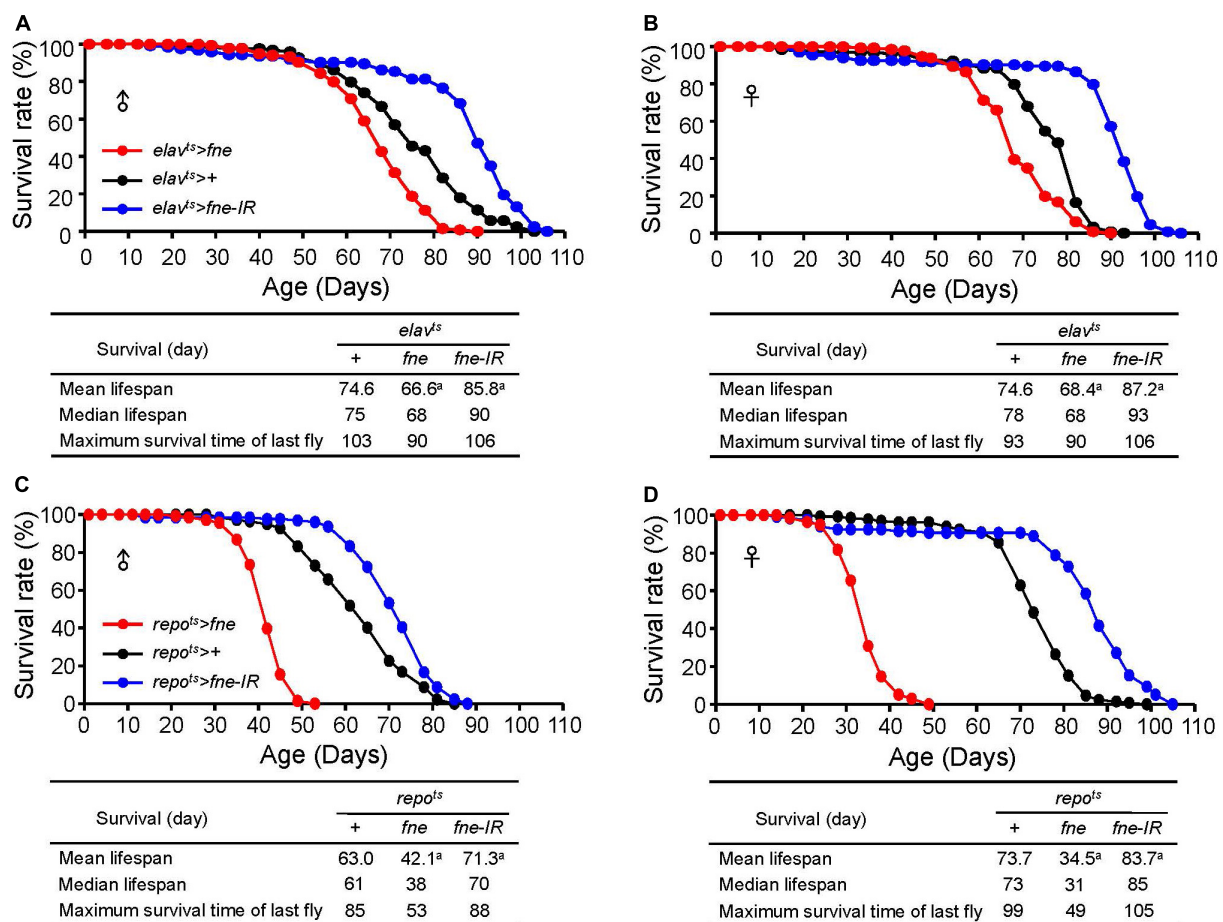 A
Survival rate (%)
100
80
60
40
20
0
♂
elavᵗˢ>fne
elavᵗˢ>+
elavᵗˢ>fne-IR
0 10 20 30 40 50 60 70 80 90 100 110
Age (Days)
Survival (day)
elavᵗˢ
+ fne fne-IR
Mean lifespan 74.6 66.6ᵃ 85.8ᵃ
Median lifespan 75 68 90
Maximum survival time of last fly 103 90 106
B
Survival rate (%)
100
80
60
40
20
0
♀
0 10 20 30 40 50 60 70 80 90 100 110
Age (Days)
Survival (day)
elavᵗˢ
+ fne fne-IR
Mean lifespan 74.6 68.4ᵃ 87.2ᵃ
Median lifespan 78 68 93
Maximum survival time of last fly 93 90 106
C
Survival rate (%)
100
80
60
40
20
0
♂
repoᵗˢ>fne
repoᵗˢ>+
repoᵗˢ>fne-IR
0 10 20 30 40 50 60 70 80 90 100 110
Age (Days)
Survival (day)
repoᵗˢ
+ fne fne-IR
Mean lifespan 63.0 42.1ᵃ 71.3ᵃ
Median lifespan 61 38 70
Maximum survival time of last fly 85 53 88
D
Survival rate (%)
100
80
60
40
20
0
♀
0 10 20 30 40 50 60 70 80 90 100 110
Age (Days)
Survival (day)
repoᵗˢ
+ fne fne-IR
Mean lifespan 73.7 34.5ᵃ 83.7ᵃ
Median lifespan 73 31 85
Maximum survival time of last fly 99 49 105